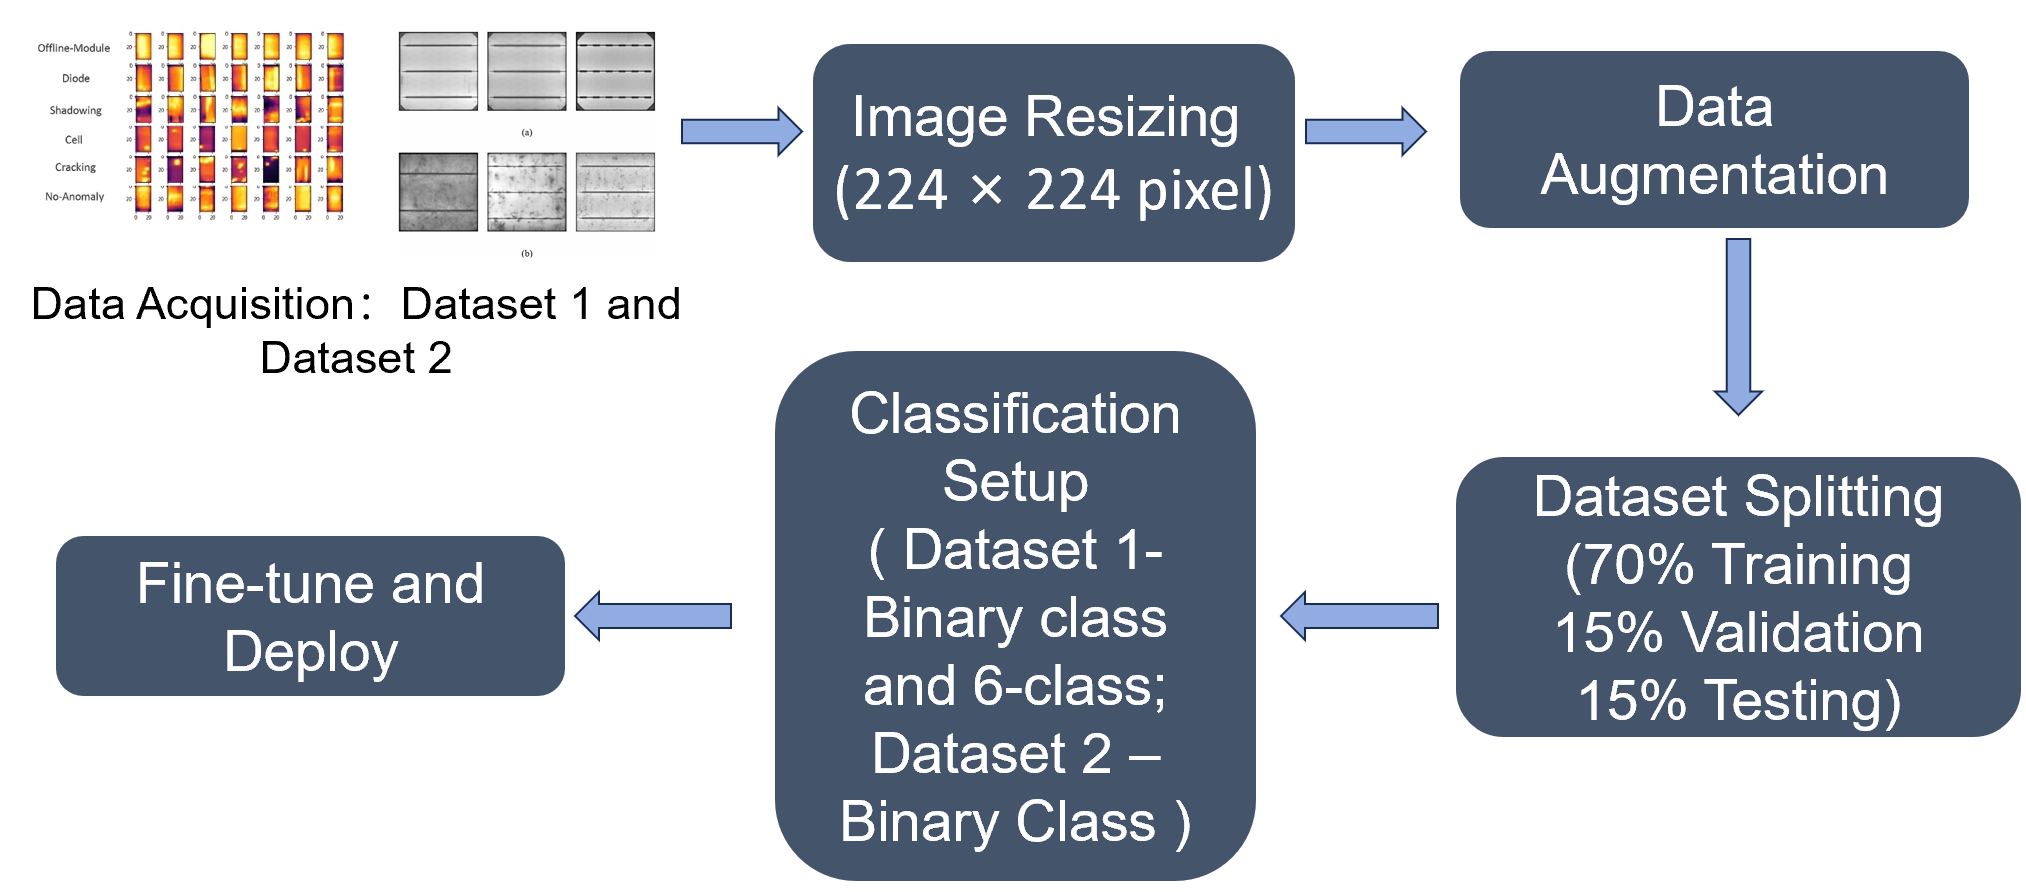 Offline-Module
Diode
Shadowing
Cell
Cracking
No-Anomaly
(a)
(b)
Data Acquisition: Dataset 1 and
Dataset 2
Image Resizing
(224 × 224 pixel)
Data
Augmentation
Dataset Splitting
(70% Training
15% Validation
15% Testing)
Classification
Setup
( Dataset 1-
Binary class
and 6-class;
Dataset 2 –
Binary Class )
Fine-tune and
Deploy